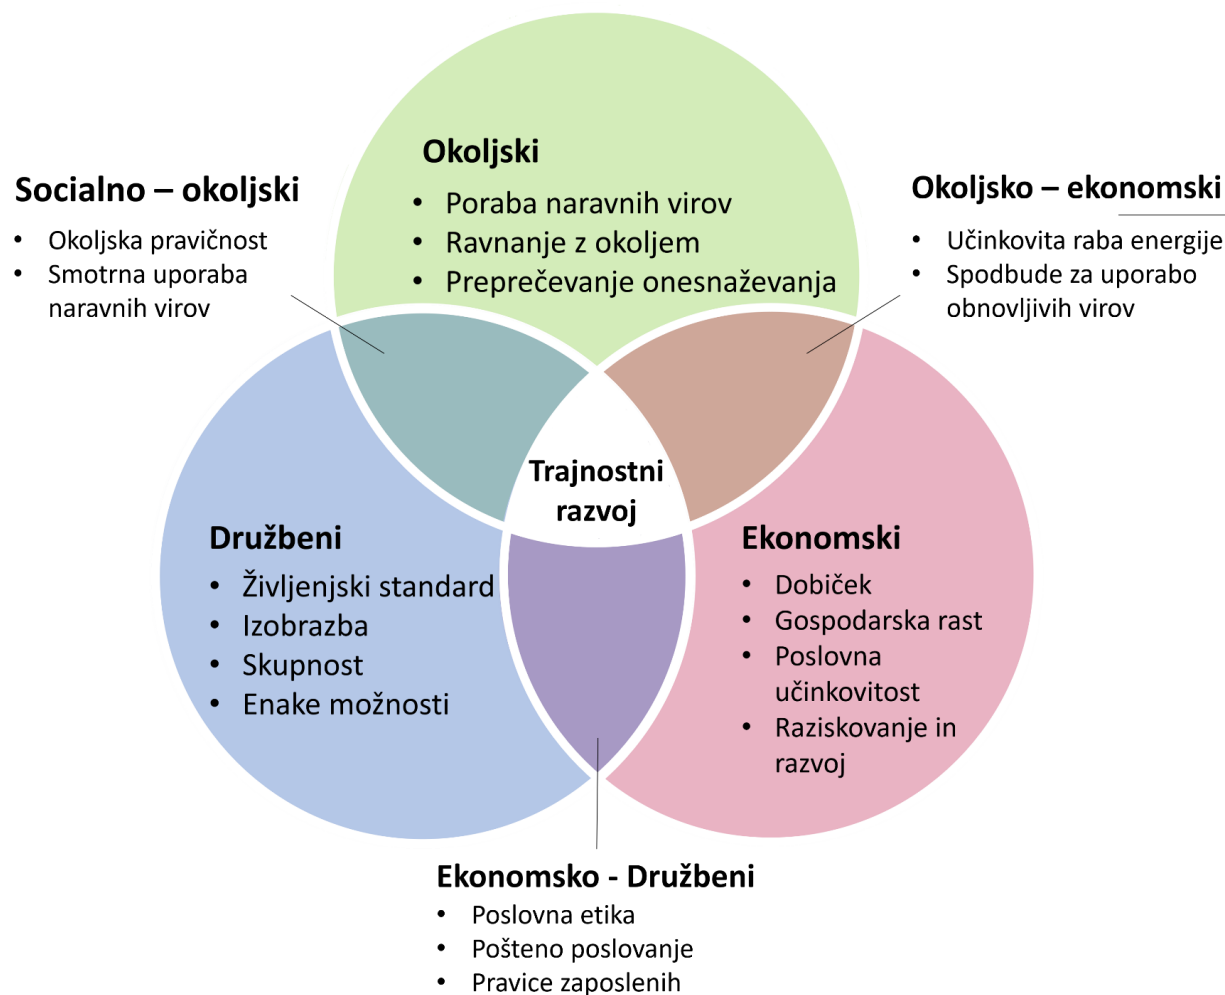 Okoljski
• Poraba naravnih virov
• Ravnanje z okoljem
• Preprečevanje onesnaževanja
Socialno – okoljski
• Okoljska pravičnost
• Smotrna uporaba
naravnih virov
Okoljsko – ekonomski
• Učinkovita raba energije
• Spodbude za uporabo
obnovljivih virov
Trajnostni
razvoj
Družbeni
• Življenjski standard
• Izobrazba
• Skupnost
• Enake možnosti
Ekonomski
• Dobiček
• Gospodarska rast
• Poslovna
učinkovitost
• Raziskovanje in
razvoj
Ekonomsko - Družbeni
• Poslovna etika
• Pošteno poslovanje
• Pravice zaposlenih